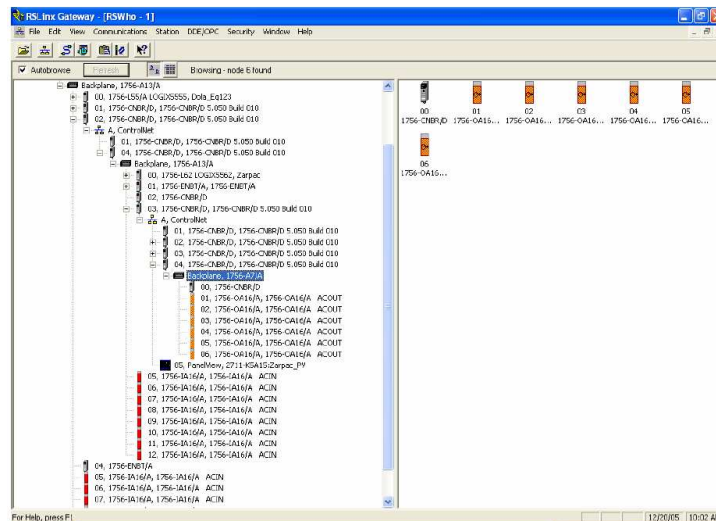 RSLinx Gateway - [RSWho - 1]
File Edit View Communications Station DDE/OPC Security Window Help
Autobrowse Refresh Browsing - node 6 found
Backplane, 1756-A13/A
00, 1756-L55/A LOGIX5555, Dola_Eq123
01, 1756-CNBR/D, 1756-CNBR/D 5.050 Build 010
02, 1756-CNBR/D, 1756-CNBR/D 5.050 Build 010
A, ControlNet
01, 1756-CNBR/D, 1756-CNBR/D 5.050 Build 010
04, 1756-CNBR/D, 1756-CNBR/D 5.050 Build 010
Backplane, 1756-A13/A
00, 1756-L62 LOGIX5562, Zarpac
01, 1756-ENBT/A, 1756-ENBT/A
02, 1756-CNBR/D
03, 1756-CNBR/D, 1756-CNBR/D 5.050 Build 010
A, ControlNet
01, 1756-CNBR/D, 1756-CNBR/D 5.050 Build 010
02, 1756-CNBR/D, 1756-CNBR/D 5.050 Build 010
03, 1756-CNBR/D, 1756-CNBR/D 5.050 Build 010
04, 1756-CNBR/D, 1756-CNBR/D 5.050 Build 010
Backplane, 1756-A7/A
00, 1756-CNBR/D
01, 1756-OA16/A, 1756-OA16/A ACOUT
02, 1756-OA16/A, 1756-OA16/A ACOUT
03, 1756-OA16/A, 1756-OA16/A ACOUT
04, 1756-OA16/A, 1756-OA16/A ACOUT
05, 1756-OA16/A, 1756-OA16/A ACOUT
06, 1756-OA16/A, 1756-OA16/A ACOUT
05, PanelView, 2711-K5A15:Zarpac_PV
05, 1756-IA16/A, 1756-IA16/A ACIN
06, 1756-IA16/A, 1756-IA16/A ACIN
07, 1756-IA16/A, 1756-IA16/A ACIN
08, 1756-IA16/A, 1756-IA16/A ACIN
09, 1756-IA16/A, 1756-IA16/A ACIN
10, 1756-IA16/A, 1756-IA16/A ACIN
11, 1756-IA16/A, 1756-IA16/A ACIN
12, 1756-IA16/A, 1756-IA16/A ACIN
04, 1756-ENBT/A
05, 1756-IA16/A, 1756-IA16/A ACIN
06, 1756-IA16/A, 1756-IA16/A ACIN
07, 1756-IA16/A, 1756-IA16/A ACIN
00 01 02 03 04 05
1756-CNBR/D 1756-OA16... 1756-OA16... 1756-OA16... 1756-OA16... 1756-OA16...
06
1756-OA16...
For Help, press F1 12/20/05 10:02 AM